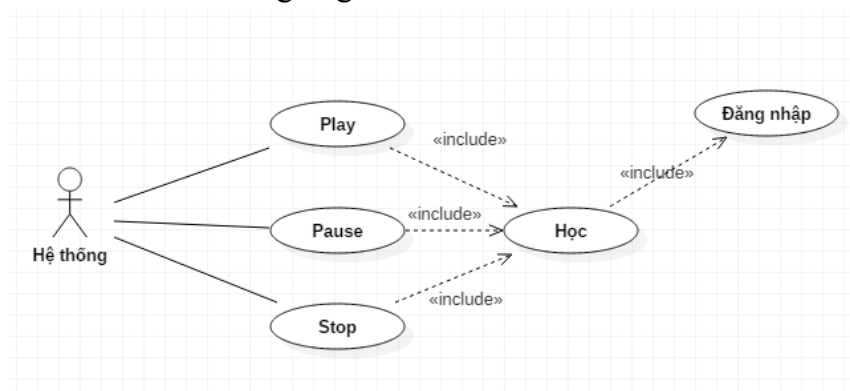 Play
Đăng nhập
«include»
«include»
Hệ thống
Pause
«include»
Học
«include»
Stop